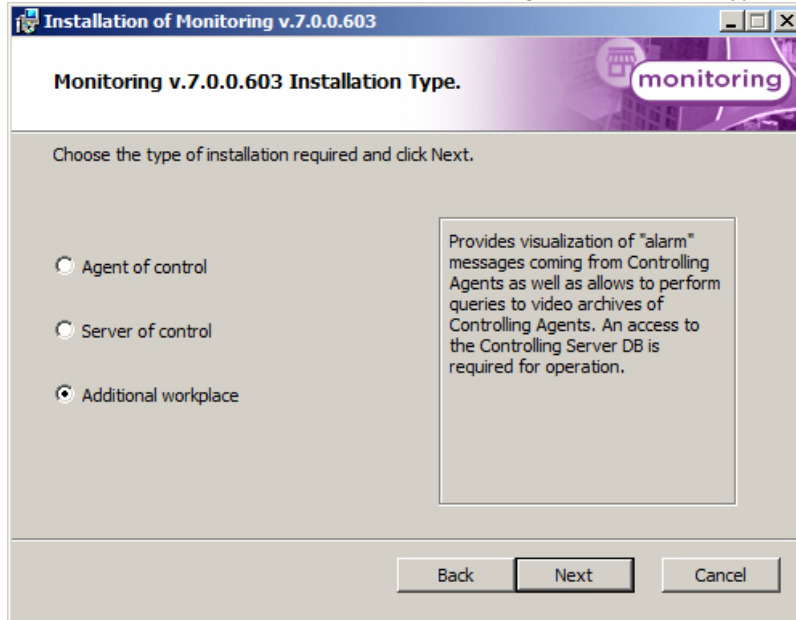 Installation of Monitoring v.7.0.0.603
Monitoring v.7.0.0.603 Installation Type.
monitoring
Choose the type of installation required and click Next.
Agent of control
Server of control
Additional workplace
Provides visualization of "alarm"
messages coming from Controlling
Agents as well as allows to perform
queries to video archives of
Controlling Agents. An access to
the Controlling Server DB is
required for operation.
Back
Next
Cancel